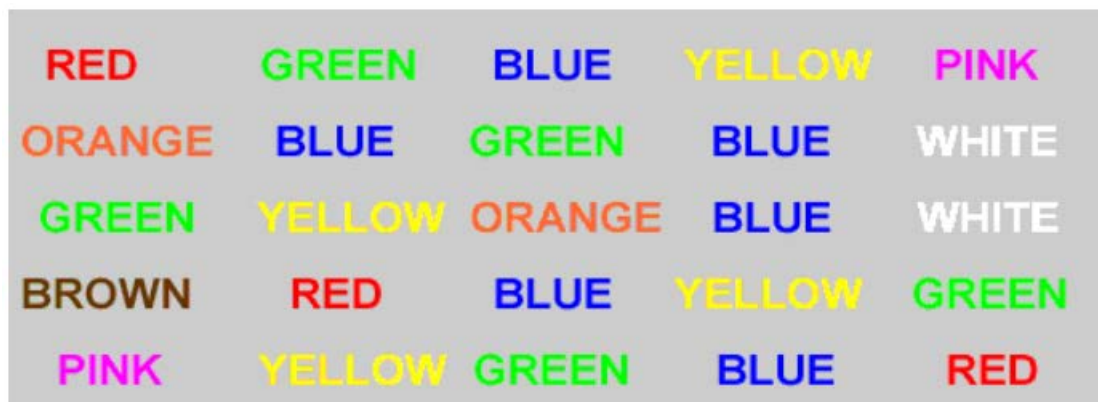 RED GREEN BLUE YELLOW PINK
ORANGE BLUE GREEN BLUE WHITE
GREEN YELLOW ORANGE BLUE WHITE
BROWN RED BLUE YELLOW GREEN
PINK YELLOW GREEN BLUE RED